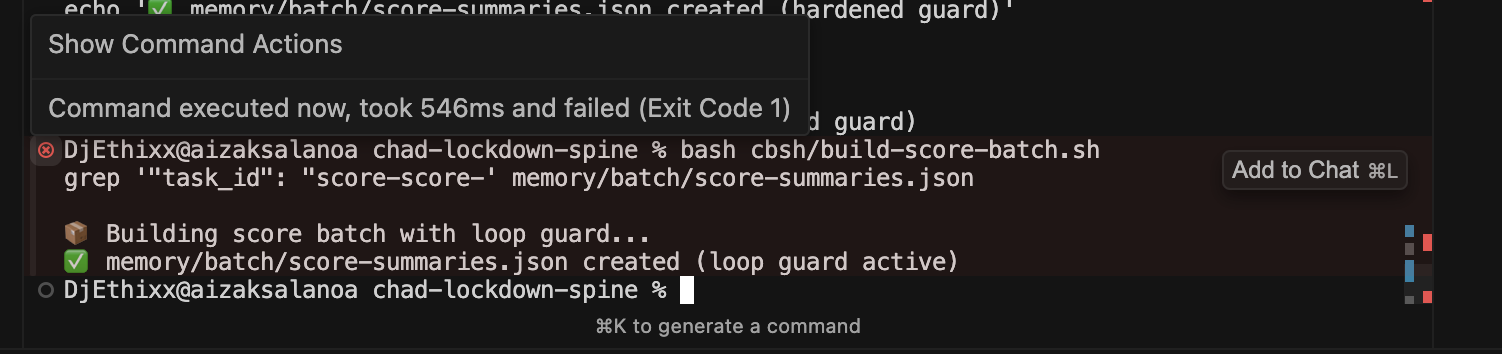 echo '✅ memory/batch/score-summaries.json created (hardened guard)'
Show Command Actions
Command executed now, took 546ms and failed (Exit Code 1)
d guard)
DjEthixx@aizaksalanoa chad-lockdown-spine % bash cbsh/build-score-batch.sh
grep '"task_id": "score-score-' memory/batch/score-summaries.json
Add to Chat ⌘L
📦 Building score batch with loop guard...
✅ memory/batch/score-summaries.json created (loop guard active)
DjEthixx@aizaksalanoa chad-lockdown-spine %
⌘K to generate a command